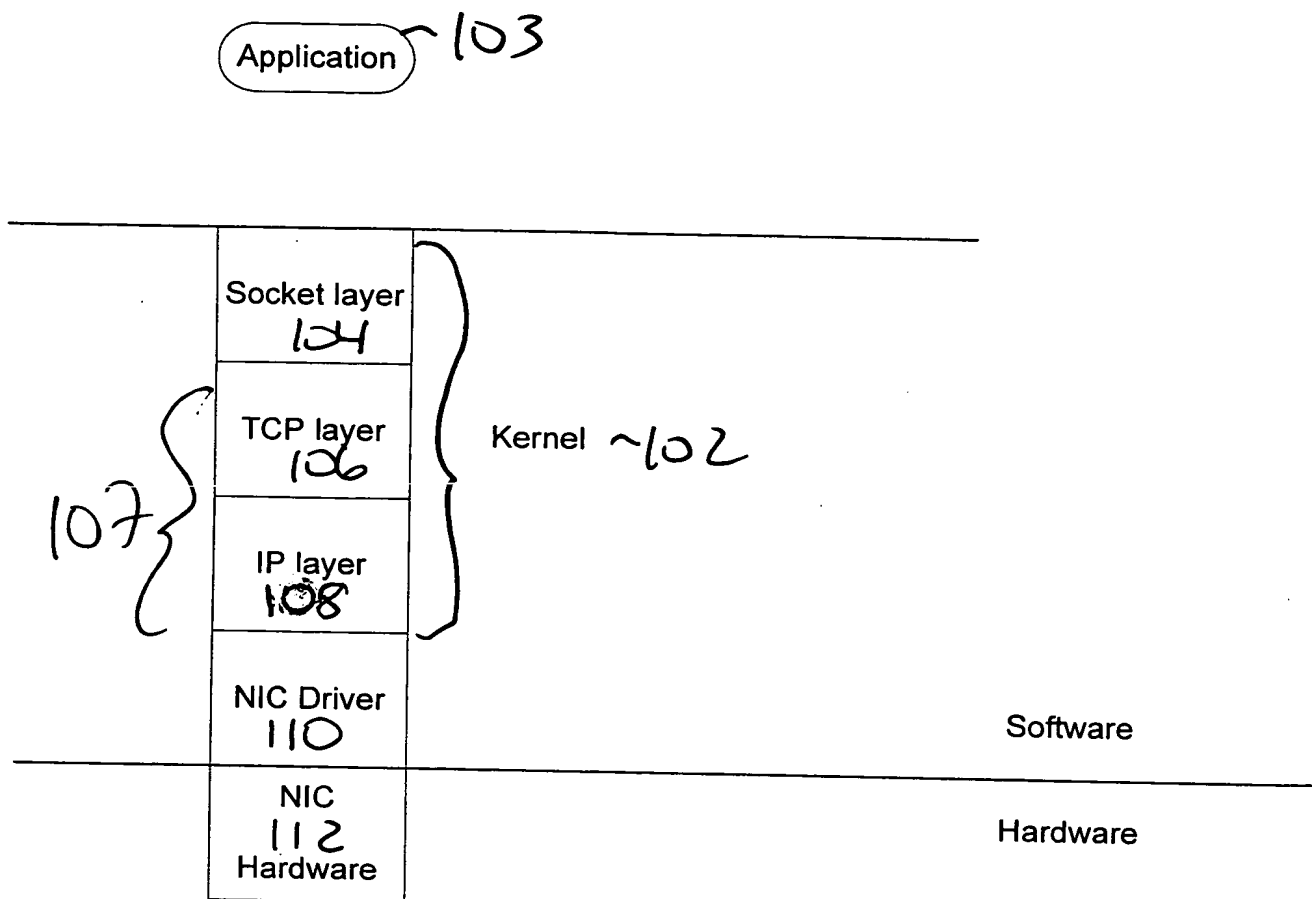 Application ~103
Socket layer
104
TCP layer
106
Kernel ~102
107
IP layer
108
NIC Driver
110
Software
NIC
112
Hardware
Hardware